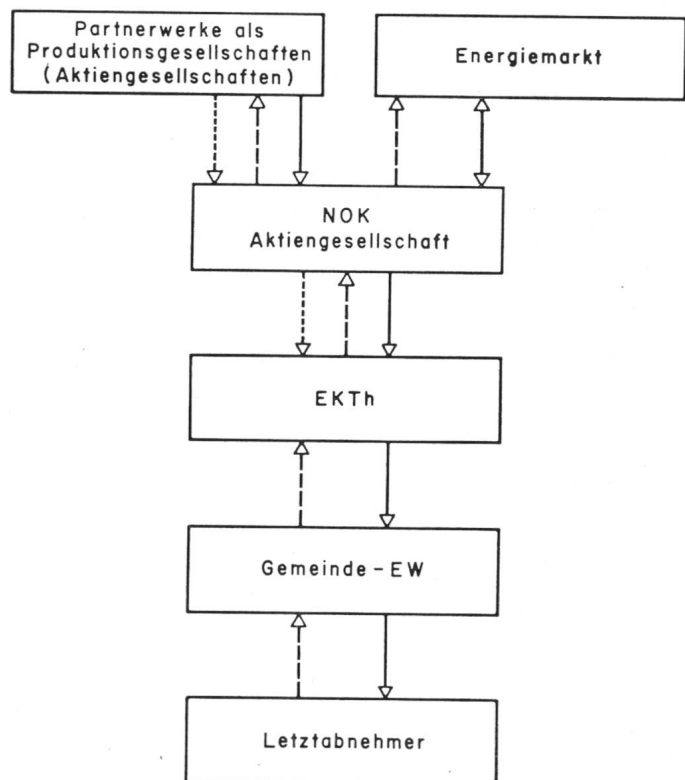 Partnerwerke als
Produktionsgesellschaften
(Aktiengesellschaften)
Energiemarkt
NOK
Aktiengesellschaft
EKTh
Gemeinde-EW
Letztabnehmer